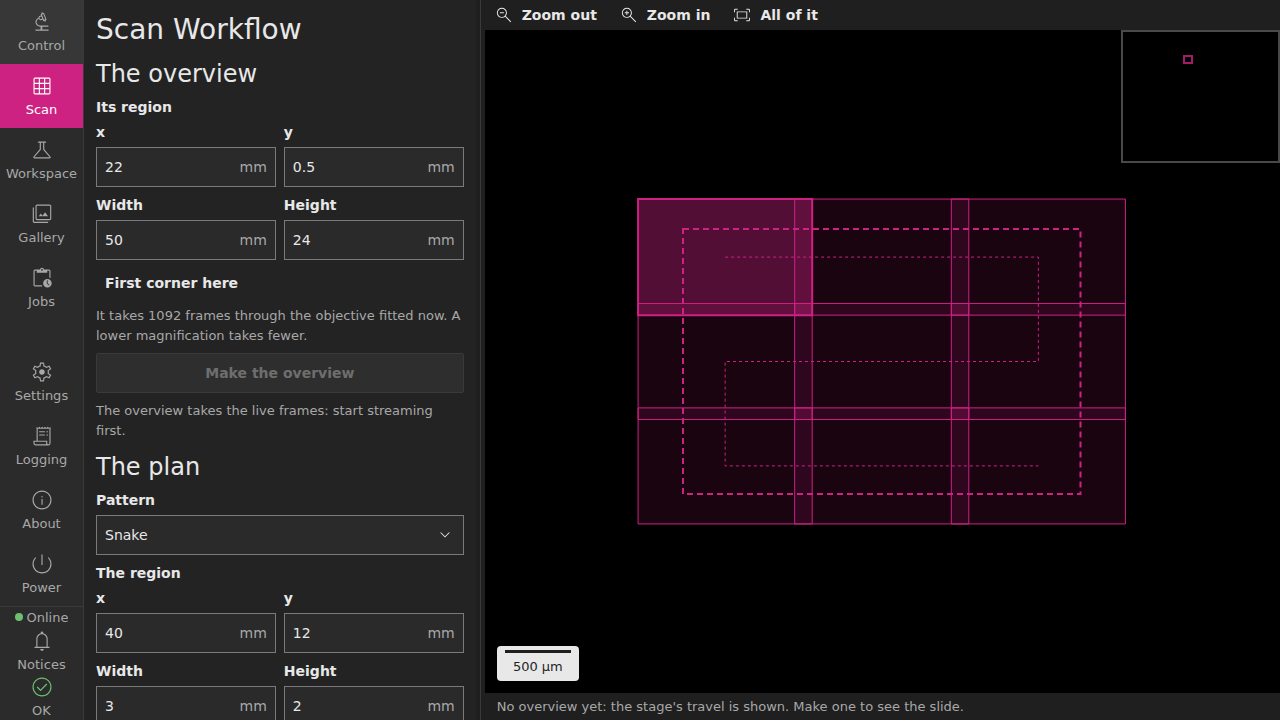 Control
Scan
Workspace
Gallery
Jobs
Settings
Logging
About
Power
Online
Notices
OK
Scan Workflow
The overview
Its region
x y
22 mm 0.5 mm
Width Height
50 mm 24 mm
First corner here
It takes 1092 frames through the objective fitted now. A
lower magnification takes fewer.
Make the overview
The overview takes the live frames: start streaming
first.
The plan
Pattern
Snake
The region
x y
40 mm 12 mm
Width Height
3 mm 2 mm
Zoom out Zoom in All of it
500 µm
No overview yet: the stage's travel is shown. Make one to see the slide.